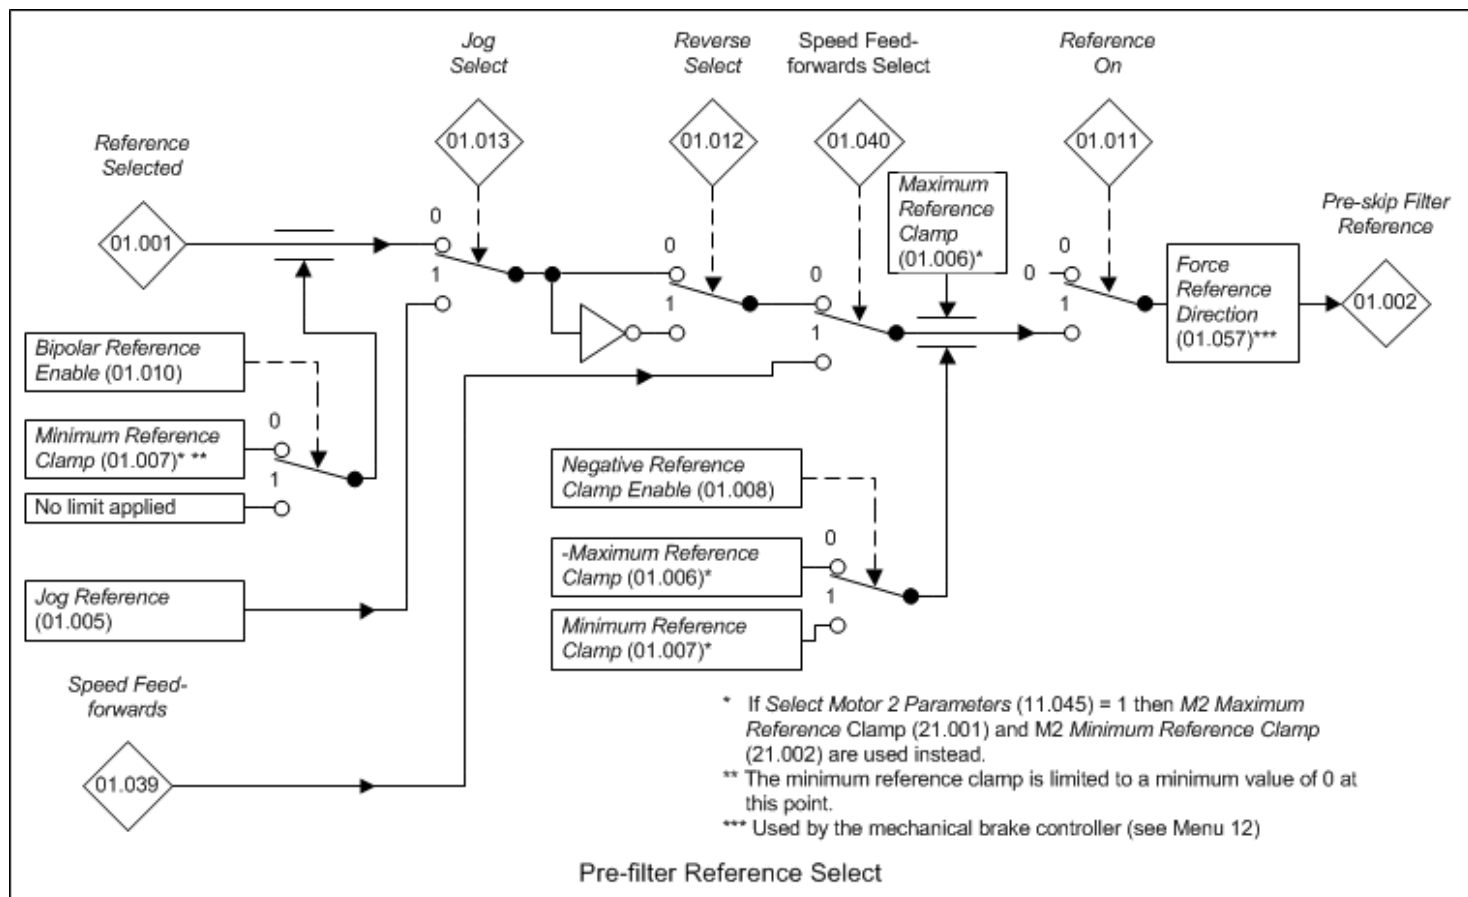 Jog
Select
Reverse
Select
Speed Feed-
forwards Select
Reference
On
01.013
01.012
01.040
01.011
Reference
Selected
01.001
Maximum
Reference
Clamp
(01.006)*
Pre-skip Filter
Reference
01.002
0
1
0
1
0
1
0
0
1
Force
Reference
Direction
(01.057)***
Bipolar Reference
Enable (01.010)
Minimum Reference
Clamp (01.007)* **
No limit applied
0
1
Jog Reference
(01.005)
Negative Reference
Clamp Enable (01.008)
-Maximum Reference
Clamp (01.006)*
Minimum Reference
Clamp (01.007)*
0
1
Speed Feed-
forwards
01.039
* If Select Motor 2 Parameters (11.045) = 1 then M2 Maximum
Reference Clamp (21.001) and M2 Minimum Reference Clamp
(21.002) are used instead.
** The minimum reference clamp is limited to a minimum value of 0 at
this point.
*** Used by the mechanical brake controller (see Menu 12)
Pre-filter Reference Select